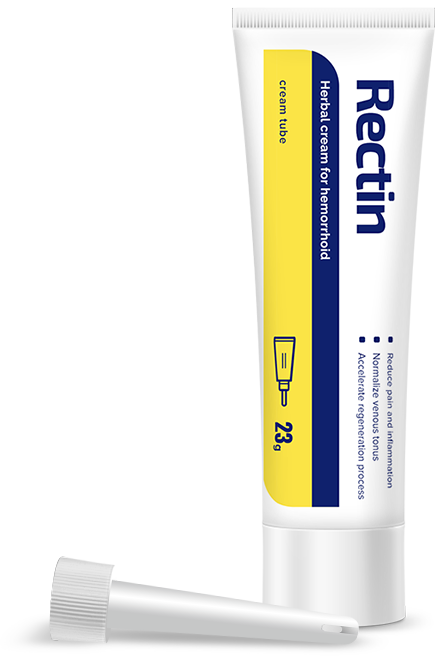 Rectin
Herbal cream for hemorrhoid
cream tube
Reduce pain and inflammation
Normalize venous tonus
Accelerate regeneration process
23g